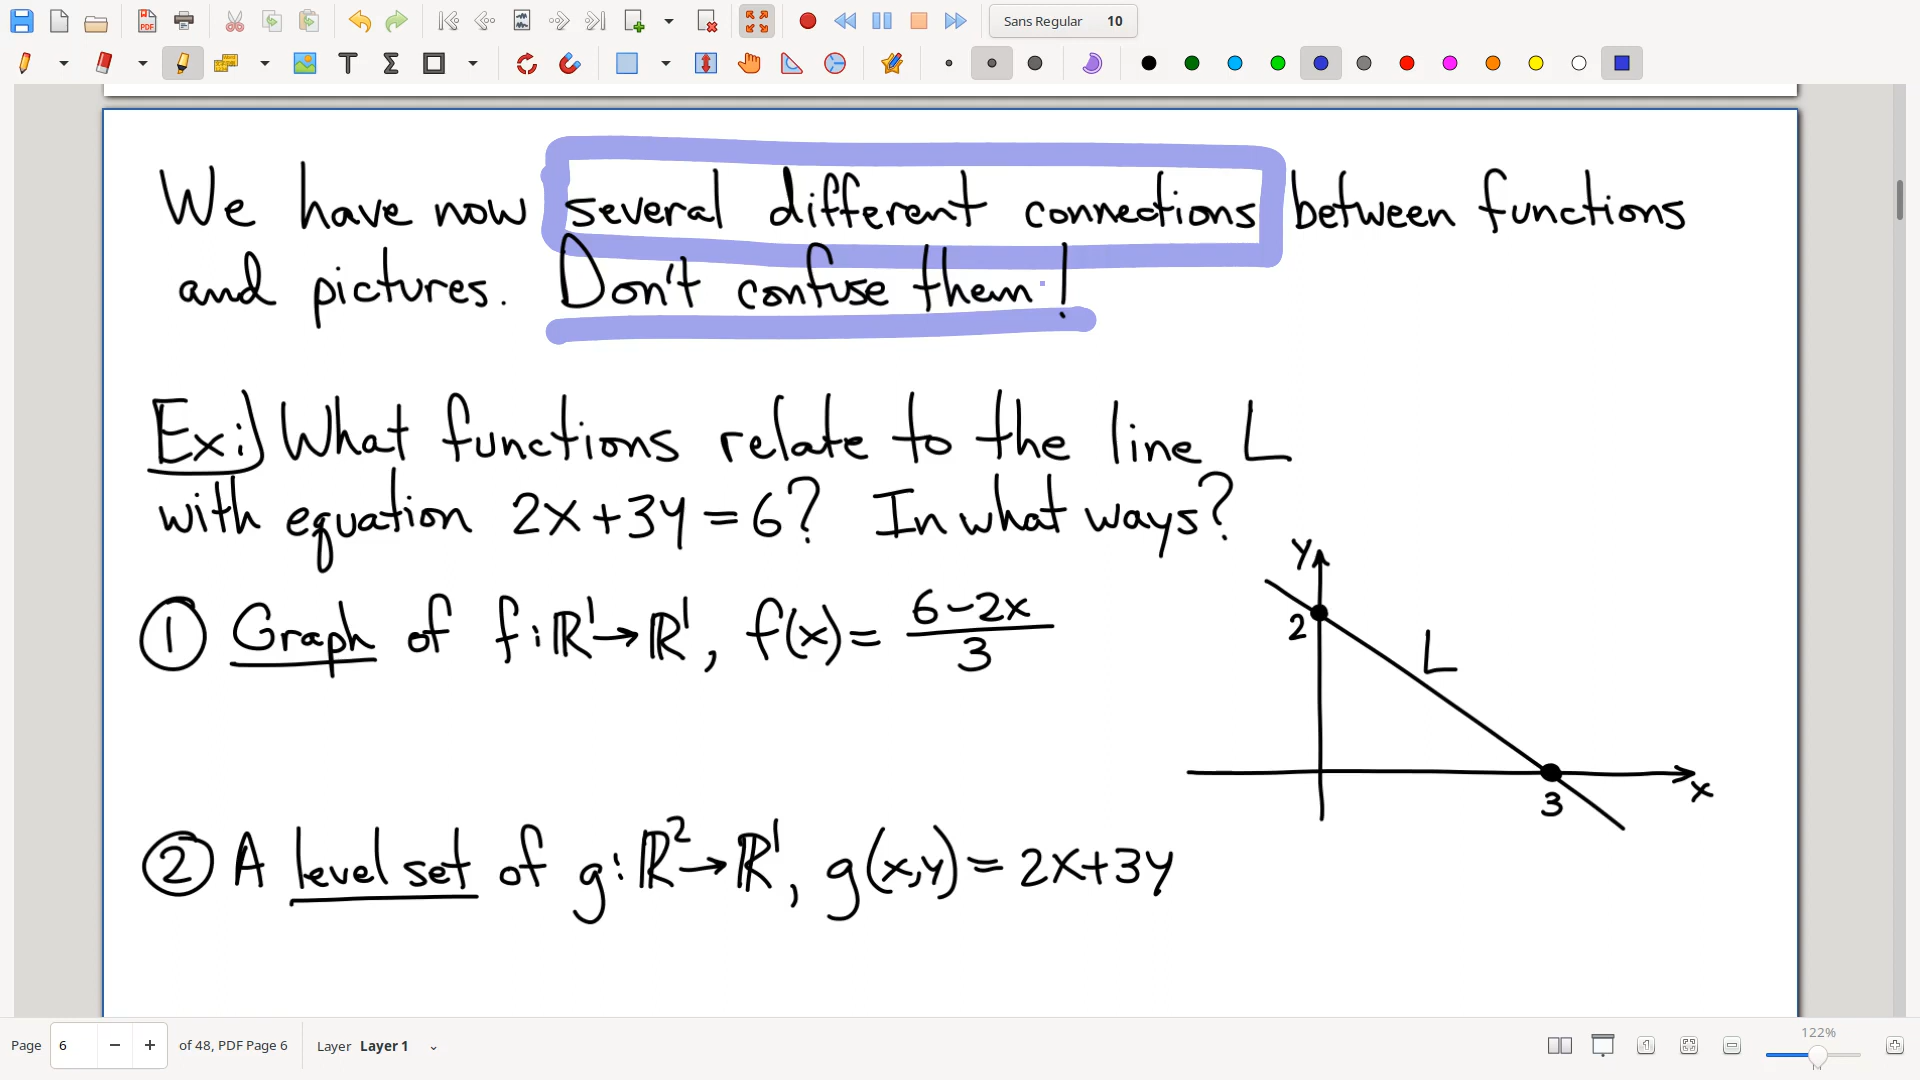 Sans Regular 10
We have now several different connections between functions
and pictures. Don't confuse them!
Ex: What functions relate to the line L
with equation 2x+3y=6? In what ways?
① Graph of f:ℝ¹→ℝ¹, f(x)= (6-2x)/3
y
2
L
3
x
② A level set of g:ℝ²→ℝ¹, g(x,y)= 2x+3y
Page 6 − + of 48, PDF Page 6 Layer Layer 1 122%